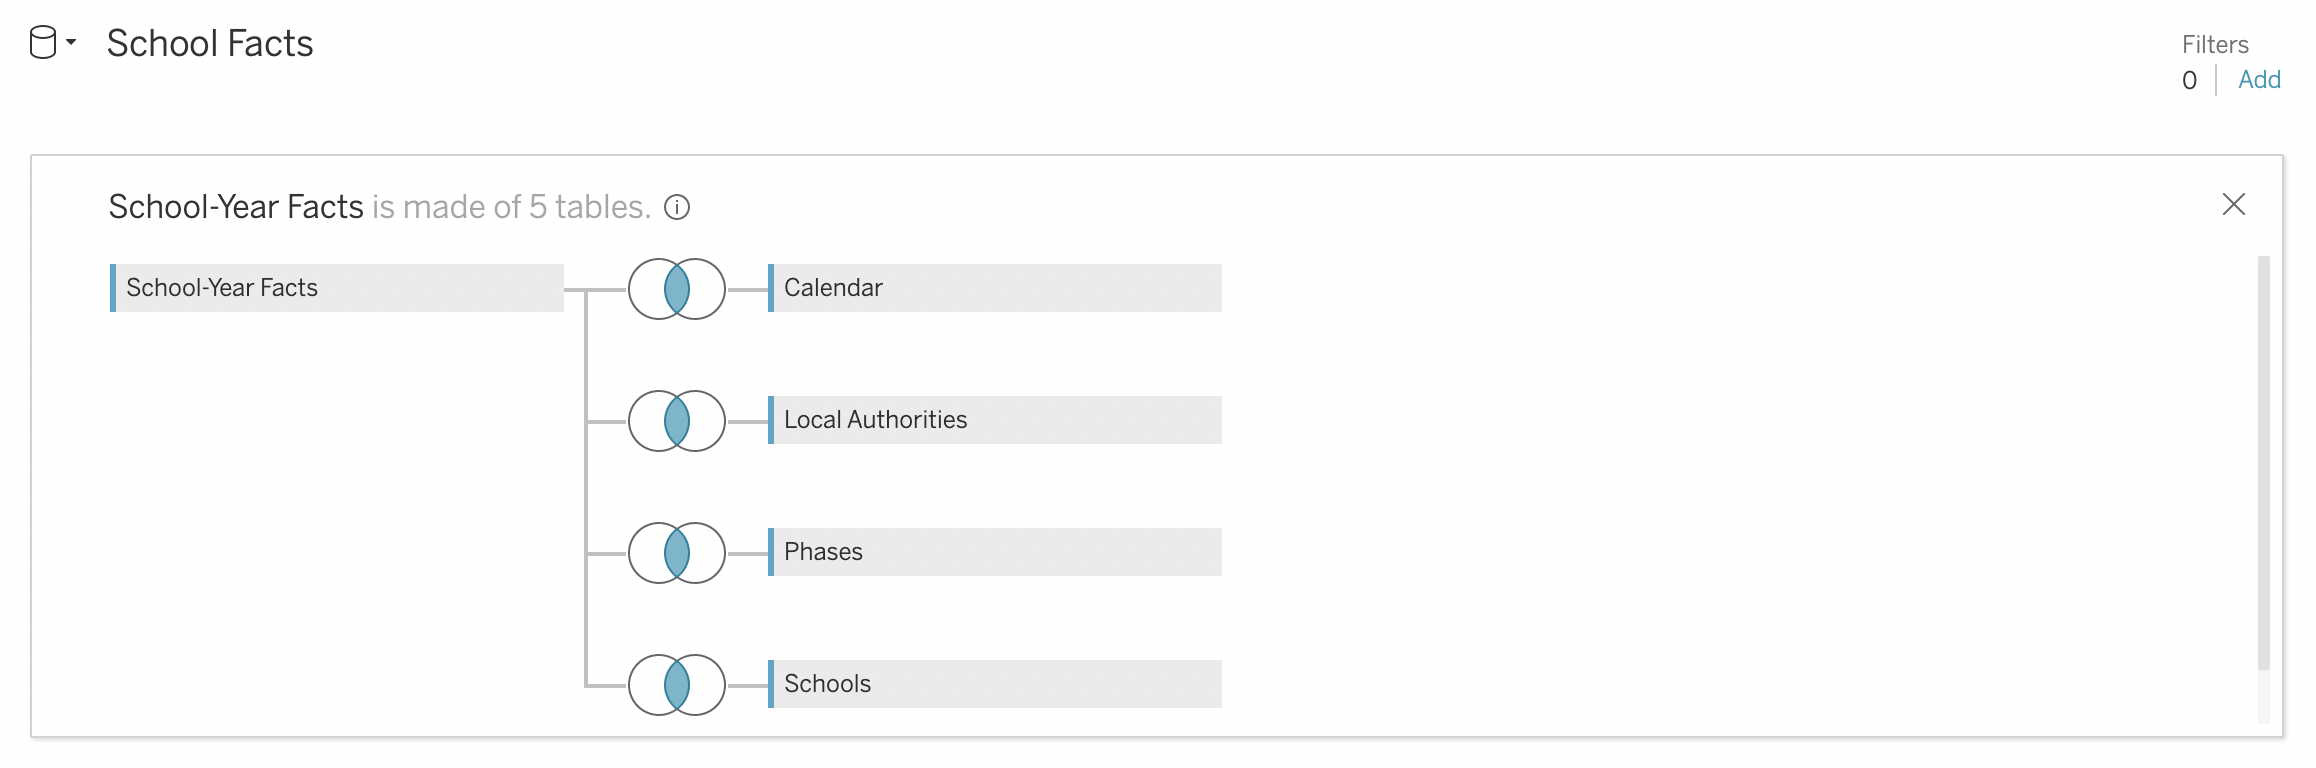 School Facts
Filters
0 Add
School-Year Facts is made of 5 tables.
School-Year Facts
Calendar
Local Authorities
Phases
Schools